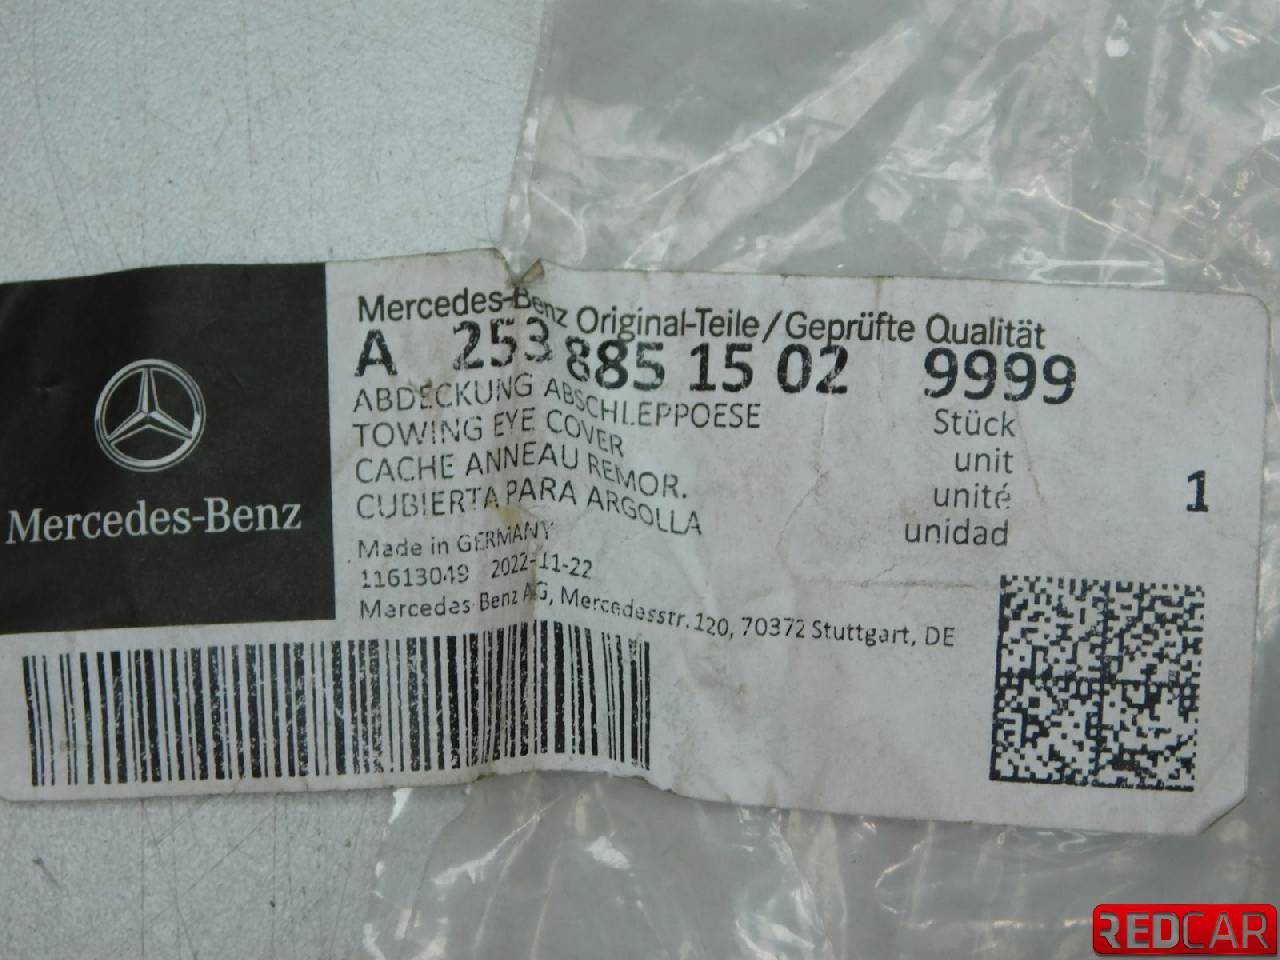 Mercedes-Benz
Mercedes-Benz Original-Teile/Geprüfte Qualität
A 253 885 15 02 9999
ABDECKUNG ABSCHLEPPOESE
TOWING EYE COVER
CACHE ANNEAU REMOR.
CUBIERTA PARA ARGOLLA
Stück
unit
unité
unidad
1
Made in GERMANY
11613049 2022-11-22
Mercedes-Benz AG, Mercedesstr. 120, 70372 Stuttgart, DE
REDCAR